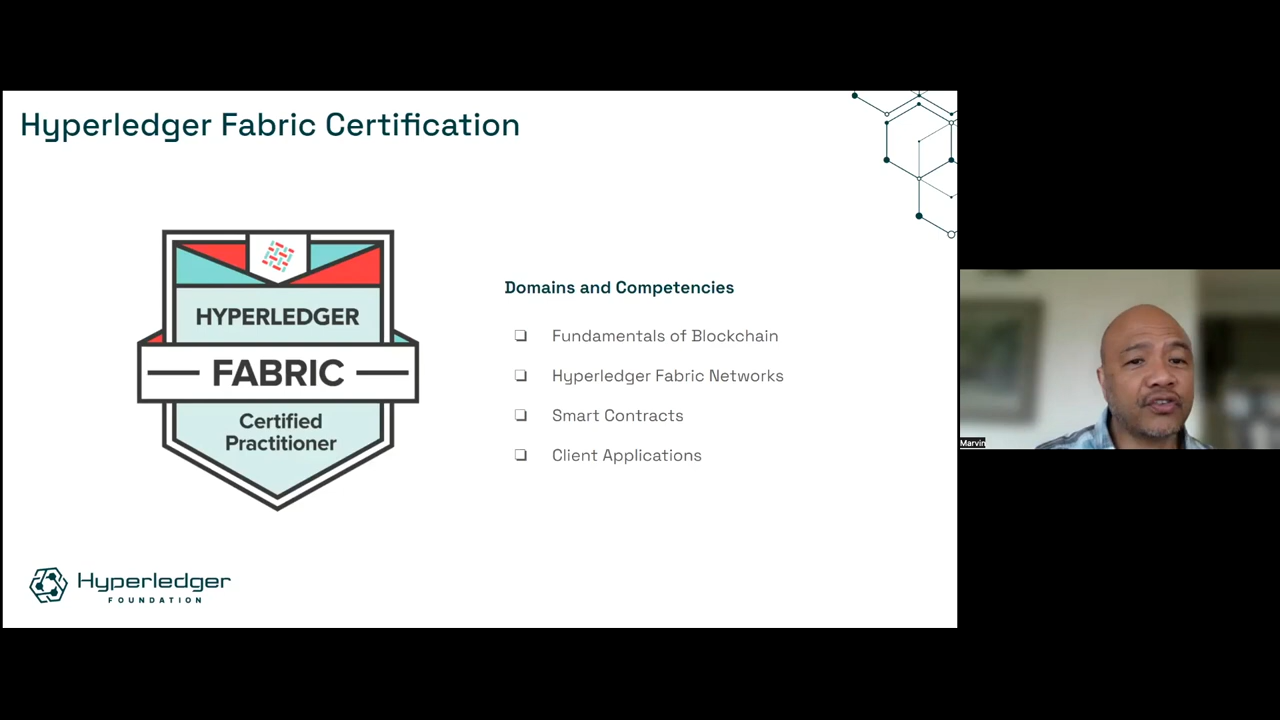 Hyperledger Fabric Certification
HYPERLEDGER
FABRIC
Certified
Practitioner
Domains and Competencies
Fundamentals of Blockchain
Hyperledger Fabric Networks
Smart Contracts
Client Applications
Hyperledger
FOUNDATION
Marvin